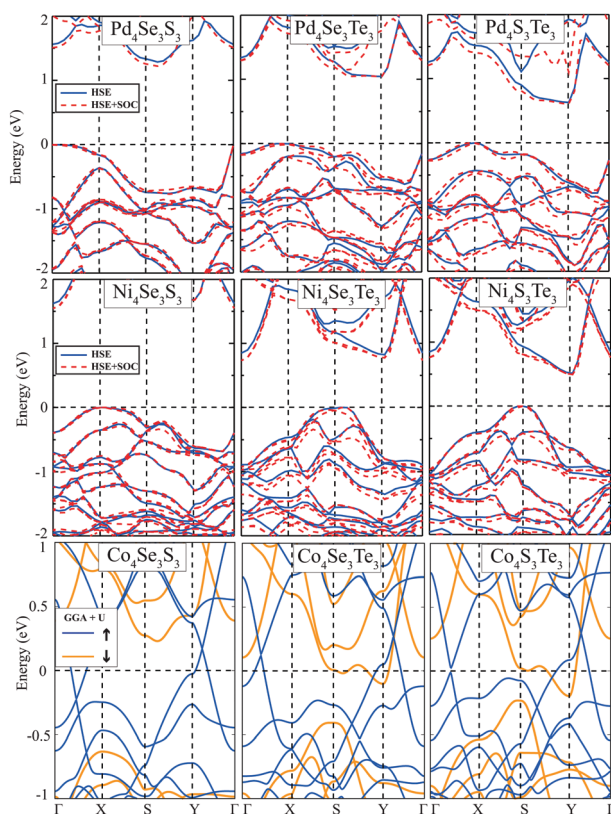 Pd4Se3S3 Pd4Se3Te3 Pd4S3Te3
2
1
0
-1
-2
Energy (eV)
HSE
HSE+SOC
Ni4Se3S3 Ni4Se3Te3 Ni4S3Te3
2
1
0
-1
-2
Energy (eV)
HSE
HSE+SOC
Co4Se3S3 Co4Se3Te3 Co4S3Te3
1
0.5
0
-0.5
-1
Energy (eV)
GGA + U
↑
↓
Γ X S Y Γ X S Y Γ X S Y Γ